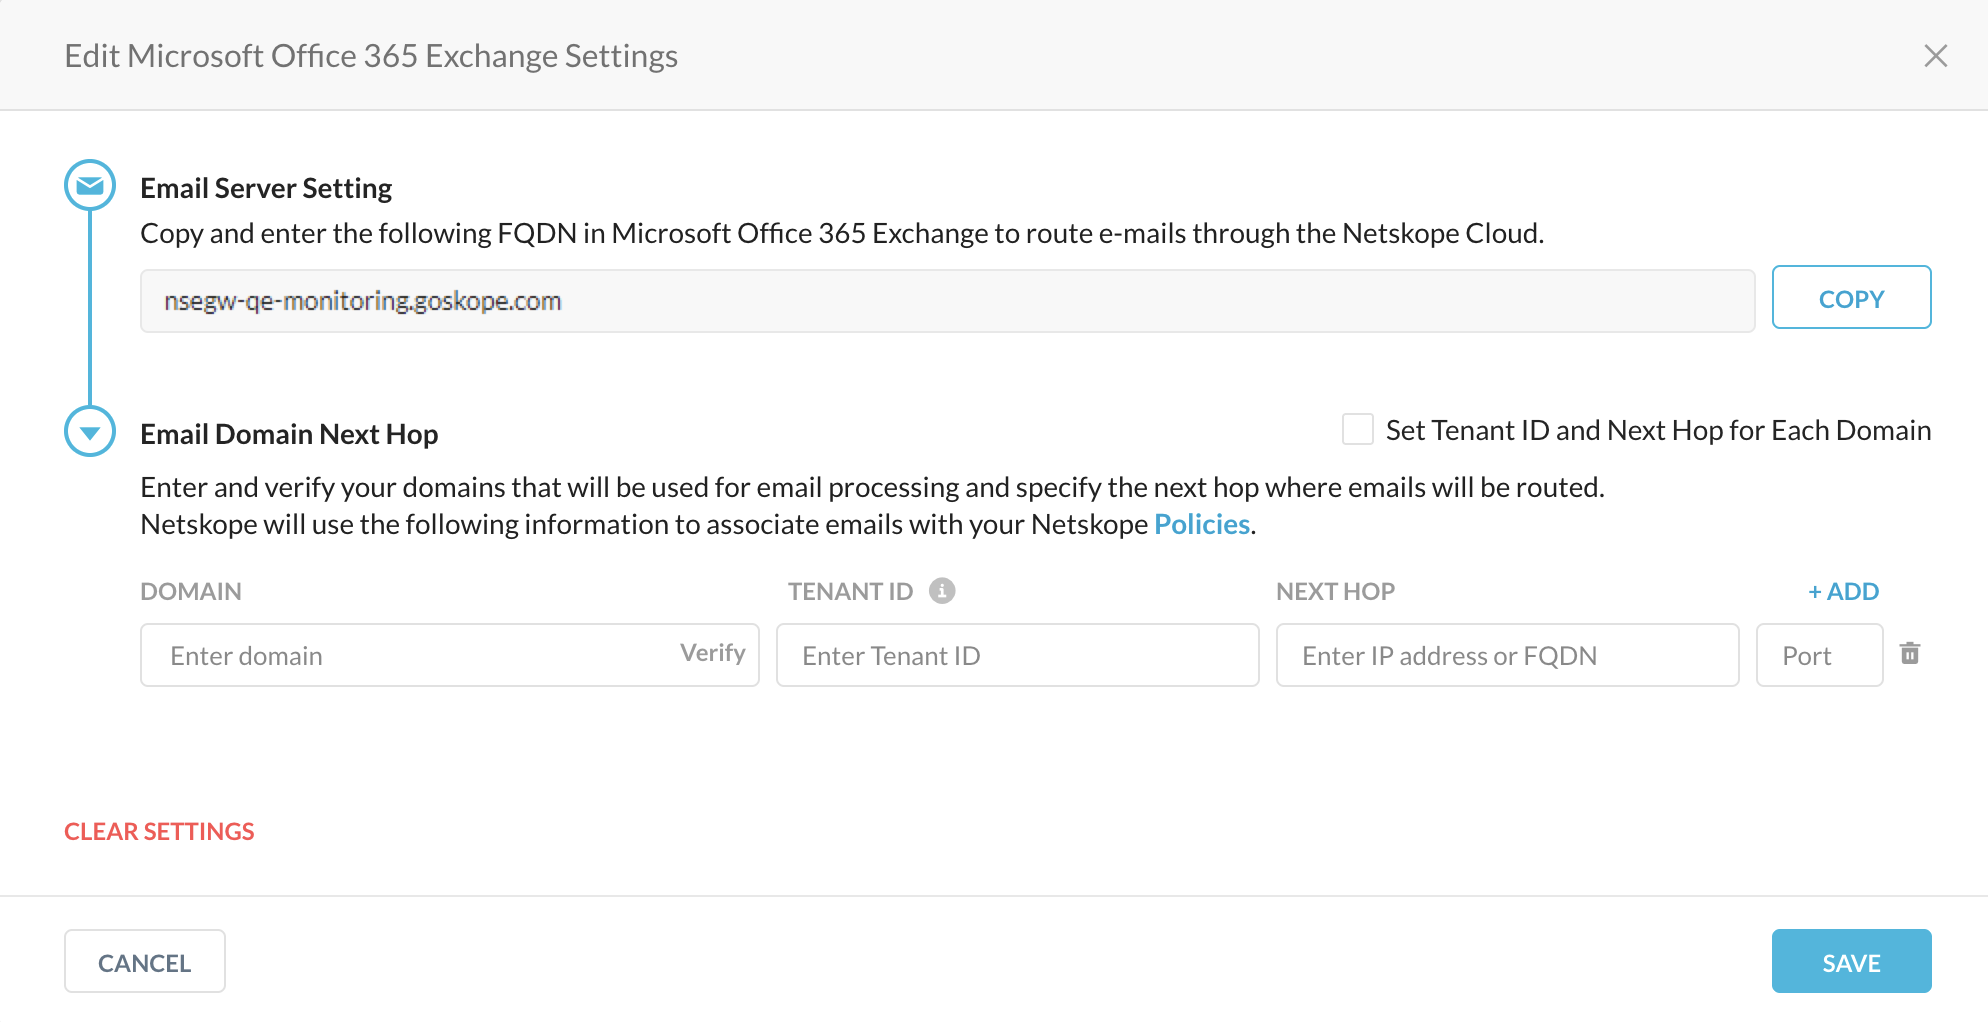 Edit Microsoft Office 365 Exchange Settings
Email Server Setting
Copy and enter the following FQDN in Microsoft Office 365 Exchange to route e-mails through the Netskope Cloud.
nsegw-qe-monitoring.goskope.com
COPY
Email Domain Next Hop
Set Tenant ID and Next Hop for Each Domain
Enter and verify your domains that will be used for email processing and specify the next hop where emails will be routed.
Netskope will use the following information to associate emails with your Netskope Policies.
DOMAIN TENANT ID NEXT HOP + ADD
Enter domain Verify Enter Tenant ID Enter IP address or FQDN Port
CLEAR SETTINGS
CANCEL SAVE